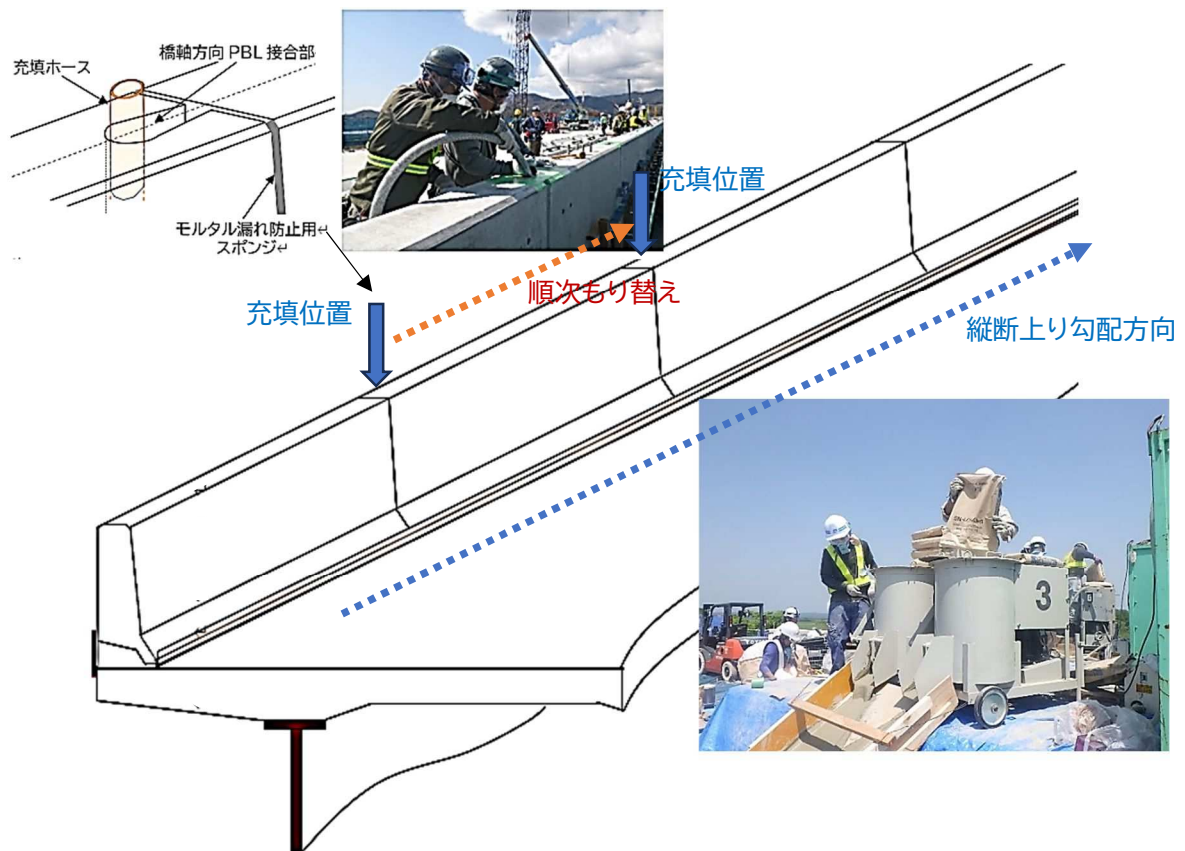 橋軸方向 PBL 接合部
充填ホース
モルタル漏れ防止用↵
スポンジ↵
充填位置
順次もり替え
充填位置
縦断上り勾配方向
3